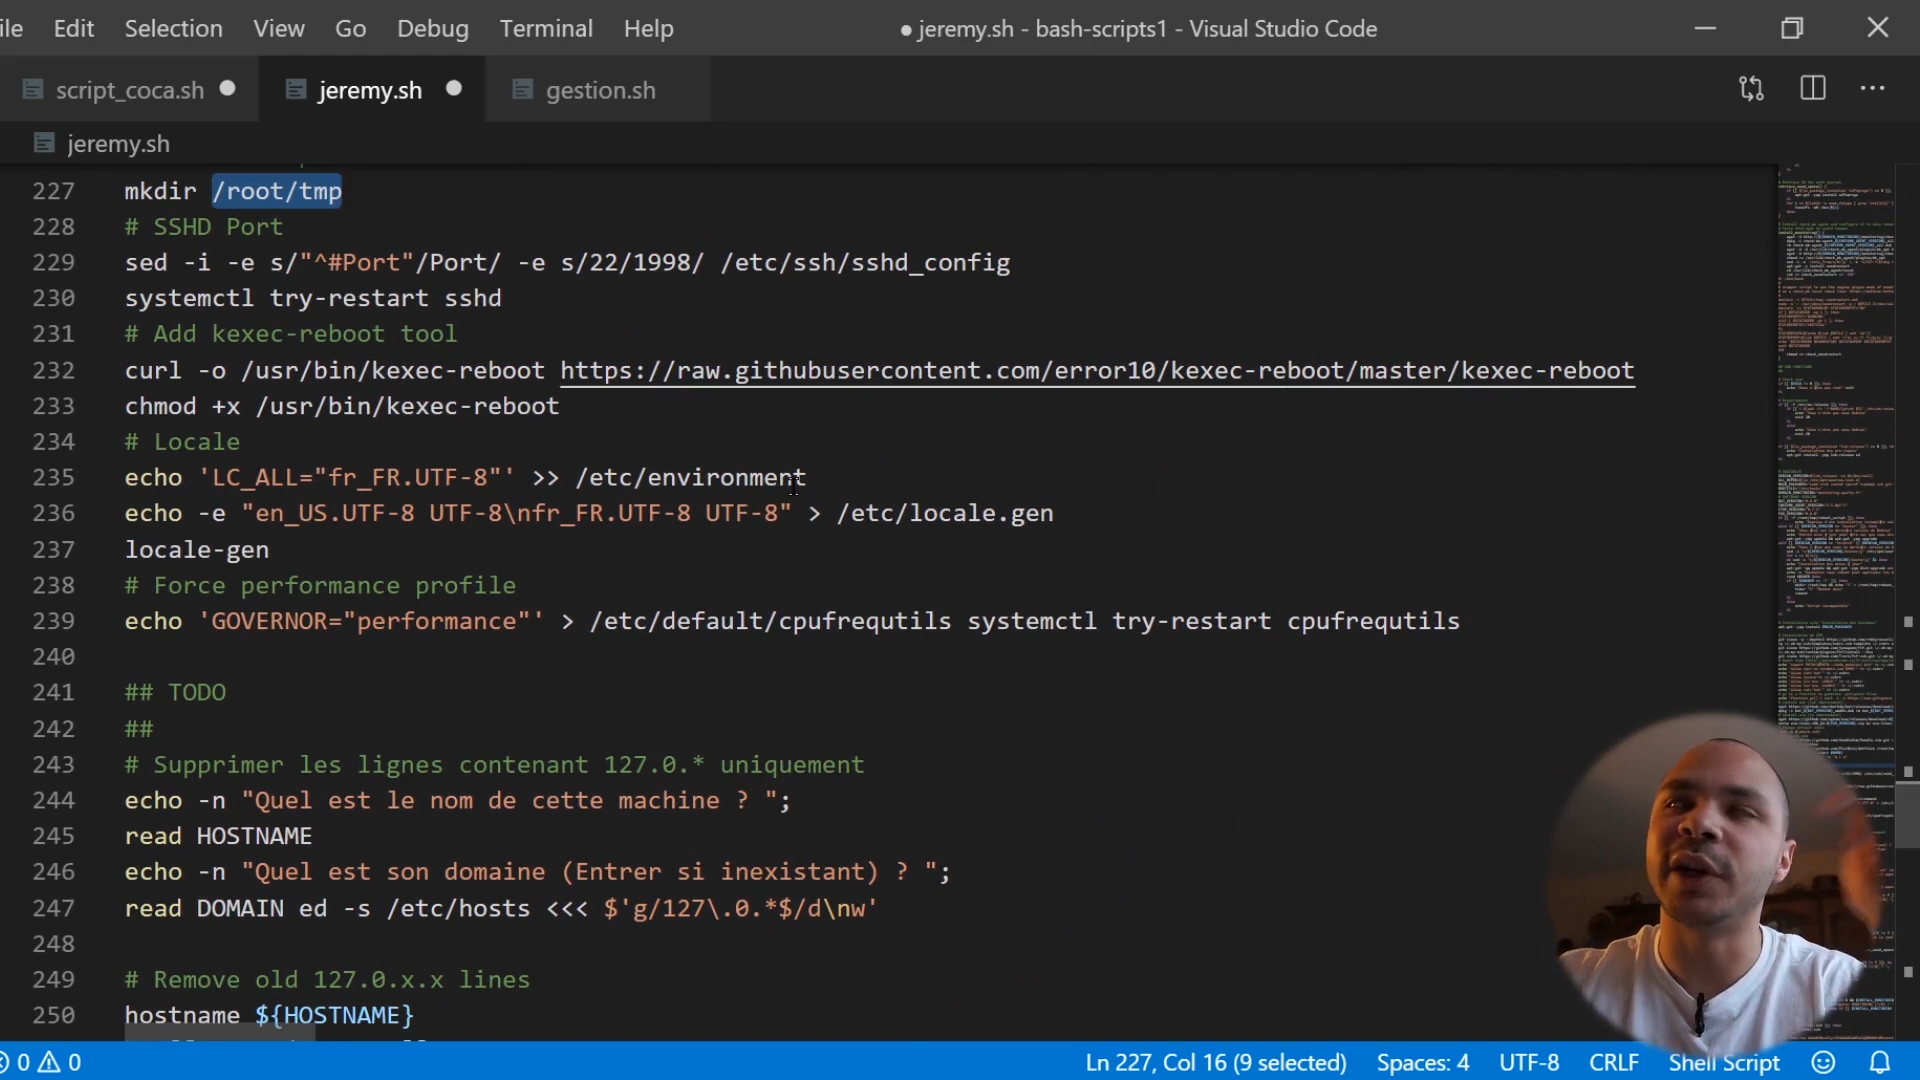 ile Edit Selection View Go Debug Terminal Help ● jeremy.sh - bash-scripts1 - Visual Studio Code
script_coca.sh jeremy.sh gestion.sh
jeremy.sh
227 mkdir /root/tmp
228 # SSHD Port
229 sed -i -e s/"^#Port"/Port/ -e s/22/1998/ /etc/ssh/sshd_config
230 systemctl try-restart sshd
231 # Add kexec-reboot tool
232 curl -o /usr/bin/kexec-reboot https://raw.githubusercontent.com/error10/kexec-reboot/master/kexec-reboot
233 chmod +x /usr/bin/kexec-reboot
234 # Locale
235 echo 'LC_ALL="fr_FR.UTF-8"' >> /etc/environment
236 echo -e "en_US.UTF-8 UTF-8\nfr_FR.UTF-8 UTF-8" > /etc/locale.gen
237 locale-gen
238 # Force performance profile
239 echo 'GOVERNOR="performance"' > /etc/default/cpufrequtils systemctl try-restart cpufrequtils
240
241 ## TODO
242 ##
243 # Supprimer les lignes contenant 127.0.* uniquement
244 echo -n "Quel est le nom de cette machine ? ";
245 read HOSTNAME
246 echo -n "Quel est son domaine (Entrer si inexistant) ? ";
247 read DOMAIN ed -s /etc/hosts <<< $'g/127\.0.*$/d\nw'
248
249 # Remove old 127.0.x.x lines
250 hostname ${HOSTNAME}
0 0 Ln 227, Col 16 (9 selected) Spaces: 4 UTF-8 CRLF Shell Script